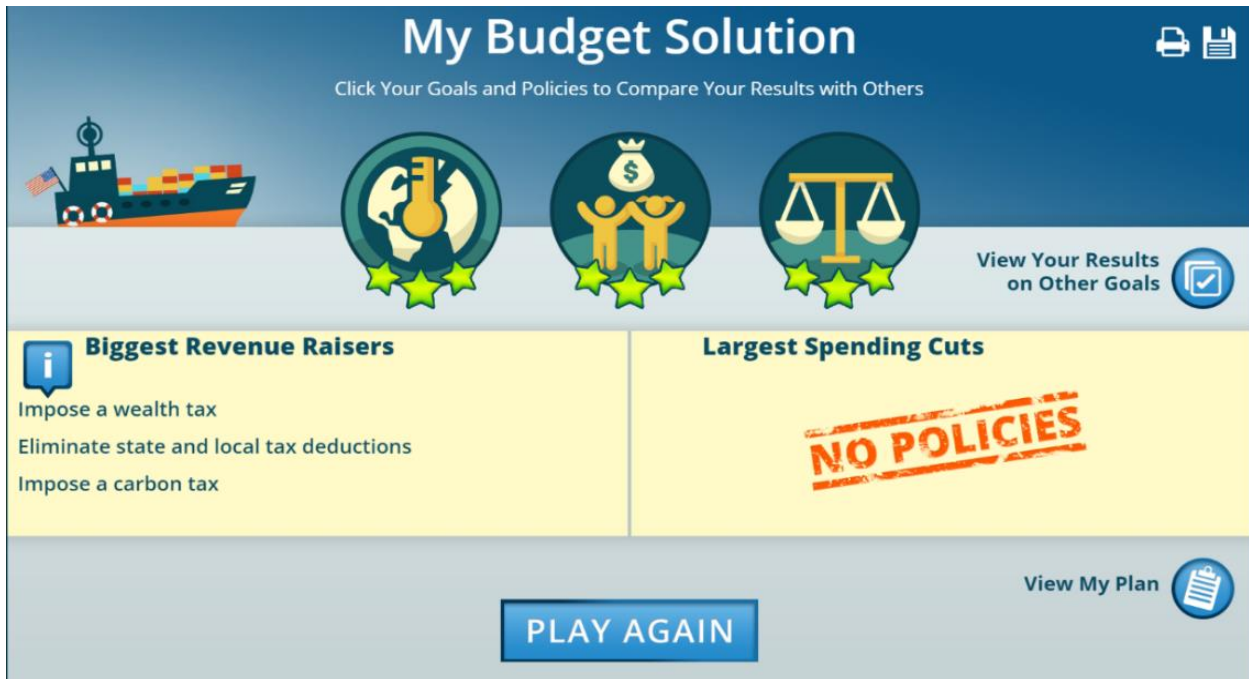 My Budget Solution
Click Your Goals and Policies to Compare Your Results with Others
$
View Your Results
on Other Goals
i
Biggest Revenue Raisers
Impose a wealth tax
Eliminate state and local tax deductions
Impose a carbon tax
Largest Spending Cuts
NO POLICIES
View My Plan
PLAY AGAIN